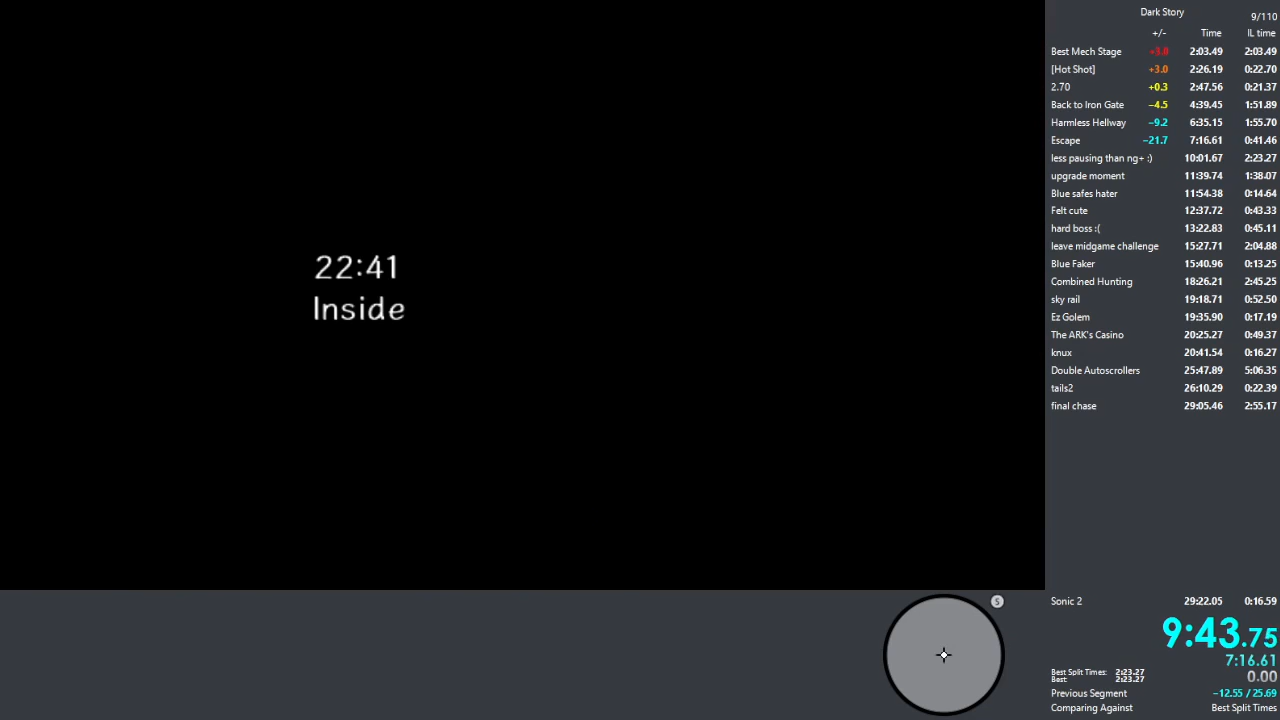 22:41
Inside
Dark Story
9/110
+/- Time IL time
Best Mech Stage +3.0 2:03.49 2:03.49
[Hot Shot] +3.0 2:26.19 0:22.70
2.70 +0.3 2:47.56 0:21.37
Back to Iron Gate −4.5 4:39.45 1:51.89
Harmless Hellway −9.2 6:35.15 1:55.70
Escape −21.7 7:16.61 0:41.46
less pausing than ng+ :) 10:01.67 2:23.27
upgrade moment 11:39.74 1:38.07
Blue safes hater 11:54.38 0:14.64
Felt cute 12:37.72 0:43.33
hard boss :( 13:22.83 0:45.11
leave midgame challenge 15:27.71 2:04.88
Blue Faker 15:40.96 0:13.25
Combined Hunting 18:26.21 2:45.25
sky rail 19:18.71 0:52.50
Ez Golem 19:35.90 0:17.19
The ARK's Casino 20:25.27 0:49.37
knux 20:41.54 0:16.27
Double Autoscrollers 25:47.89 5:06.35
tails2 26:10.29 0:22.39
final chase 29:05.46 2:55.17
Sonic 2 29:22.05 0:16.59
S
9:43.75
7:16.61
Best Split Times: 2:23.27
Best: 2:23.27
0.00
Previous Segment −12.55 / 25.69
Comparing Against Best Split Times